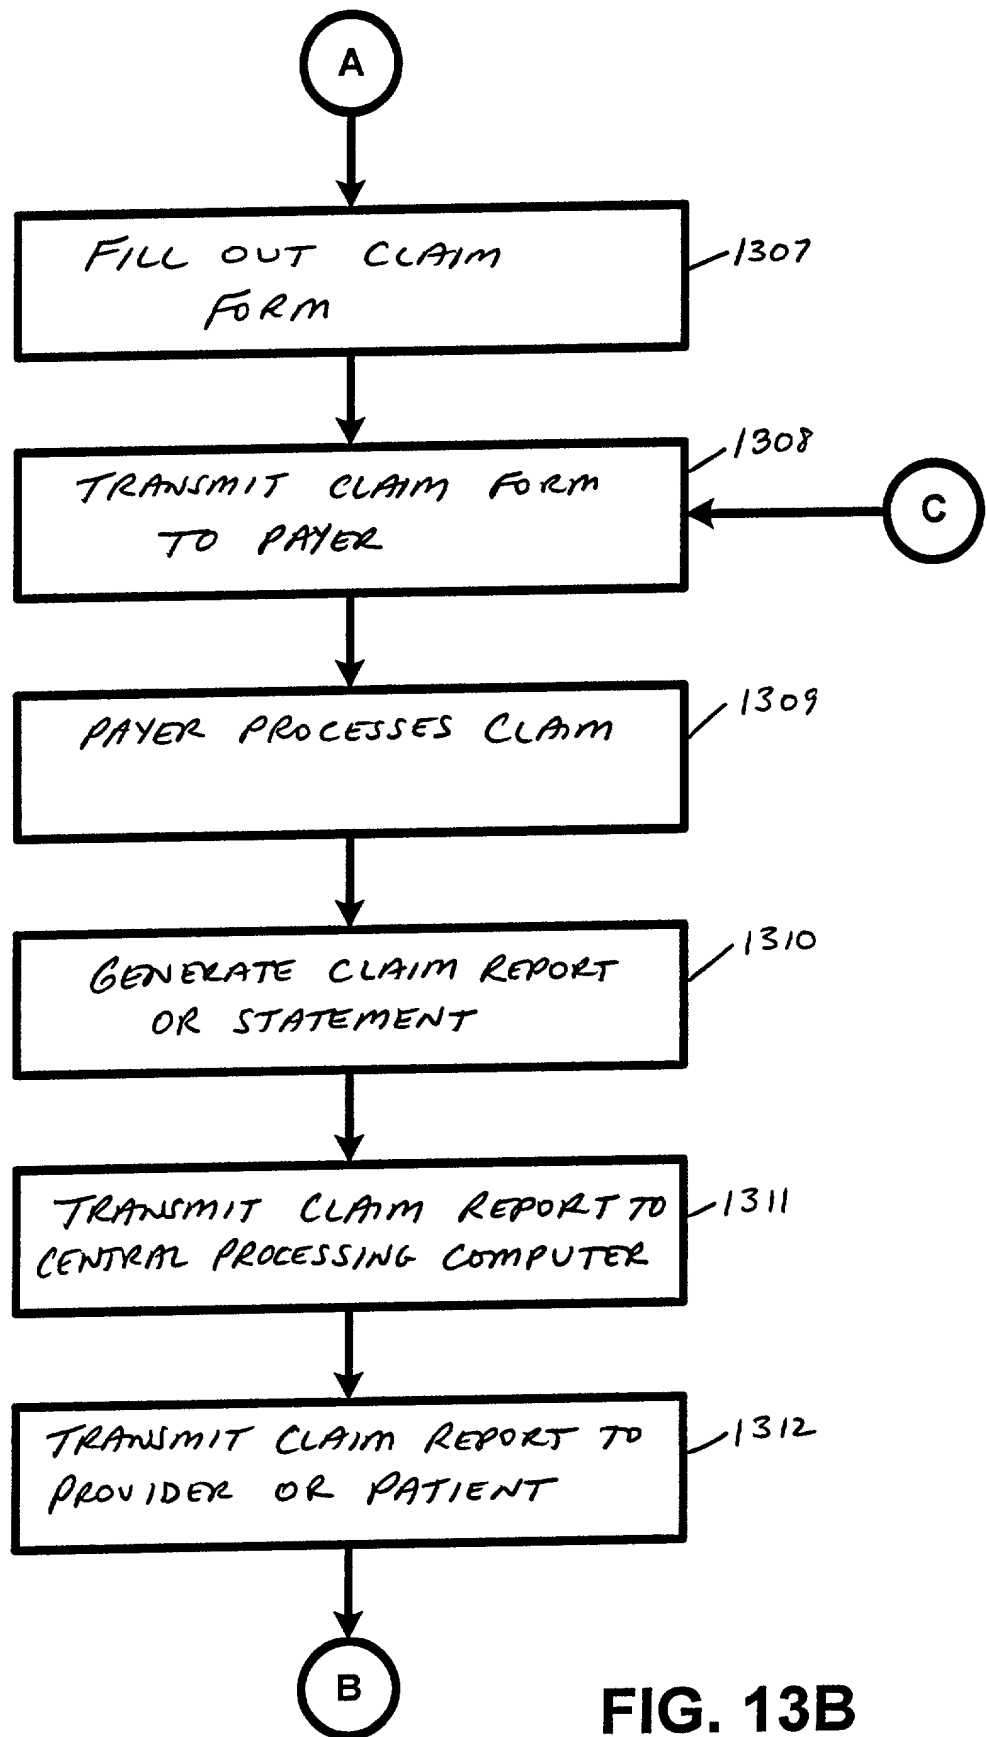 A
FILL OUT CLAIM
FORM
1307
TRANSMIT CLAIM FORM
TO PAYER
1308
C
PAYER PROCESSES CLAIM
1309
GENERATE CLAIM REPORT
OR STATEMENT
1310
TRANSMIT CLAIM REPORT TO
CENTRAL PROCESSING COMPUTER
1311
TRANSMIT CLAIM REPORT TO
PROVIDER OR PATIENT
1312
B
FIG. 13B